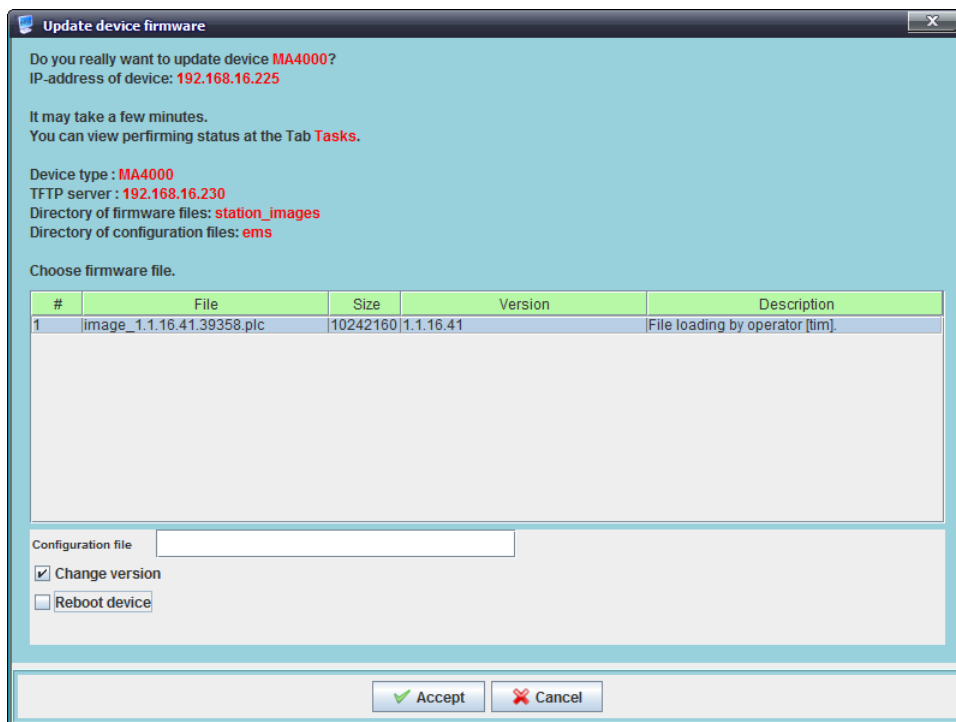 Update device firmware
x
Do you really want to update device MA4000?
IP-address of device: 192.168.16.225
It may take a few minutes.
You can view perfirming status at the Tab Tasks.
Device type : MA4000
TFTP server : 192.168.16.230
Directory of firmware files: station_images
Directory of configuration files: ems
Choose firmware file.
# File Size Version Description
1 image_1.1.16.41.39358.plc 10242160 1.1.16.41 File loading by operator [tim].
Configuration file
Change version
Reboot device
Accept Cancel